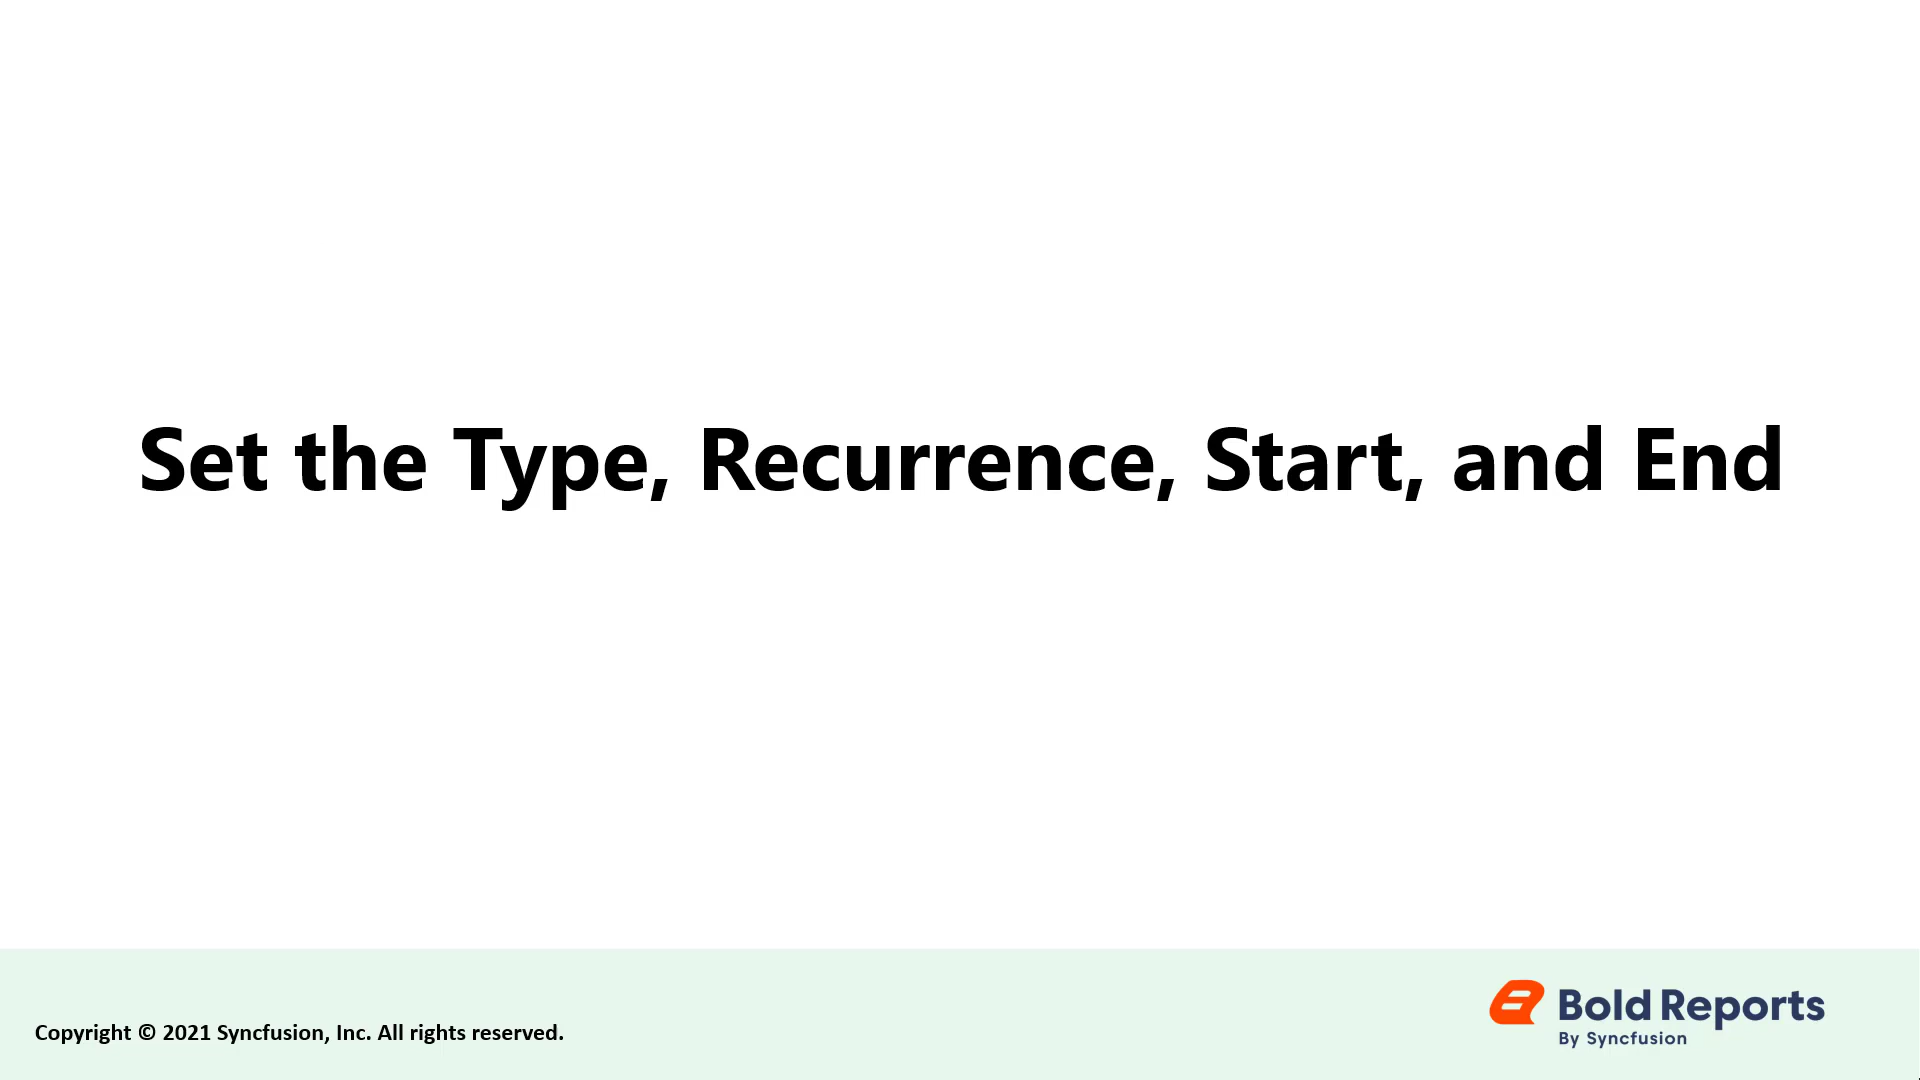 Set the Type, Recurrence, Start, and End
Copyright © 2021 Syncfusion, Inc. All rights reserved.
Bold Reports
By Syncfusion